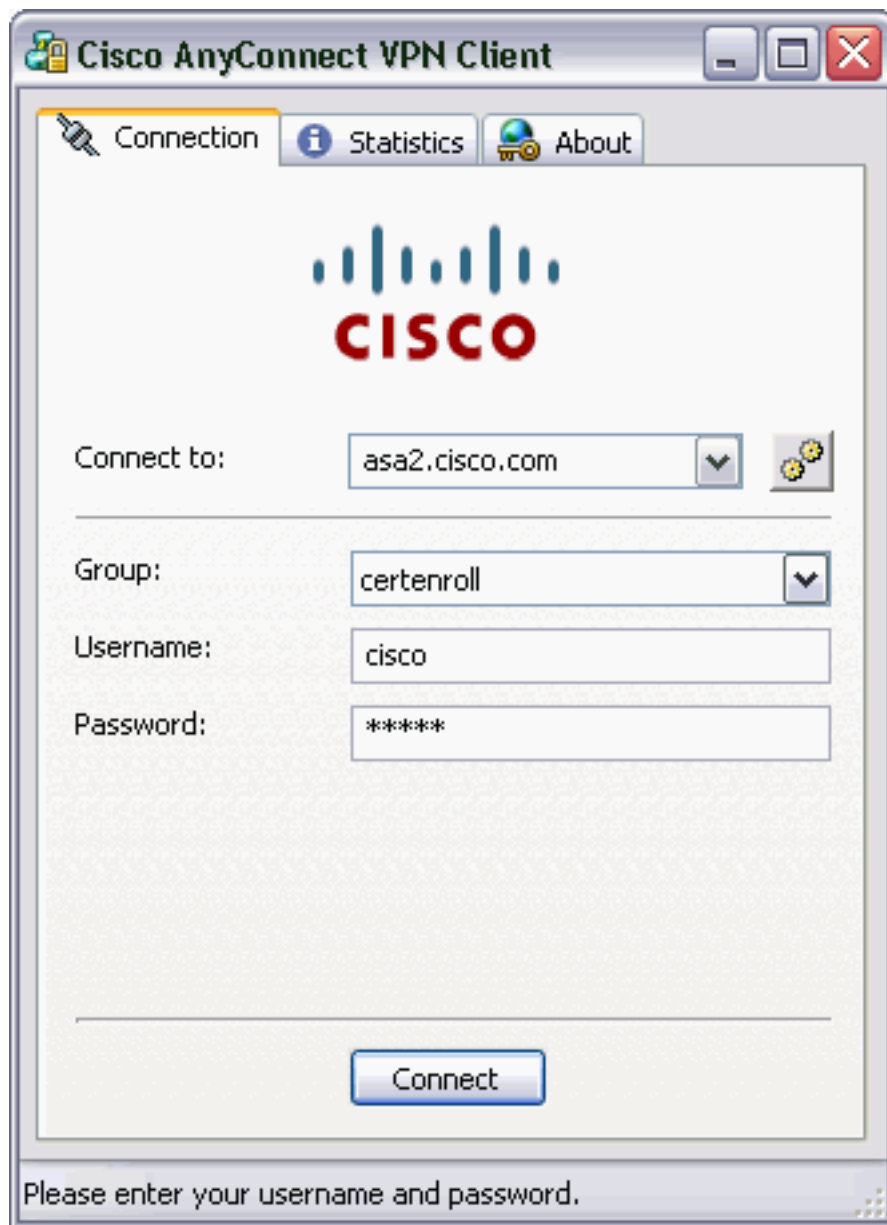 Cisco AnyConnect VPN Client
Connection Statistics About
CISCO
Connect to: asa2.cisco.com
Group: certenroll
Username: cisco
Password: *****
Connect
Please enter your username and password.